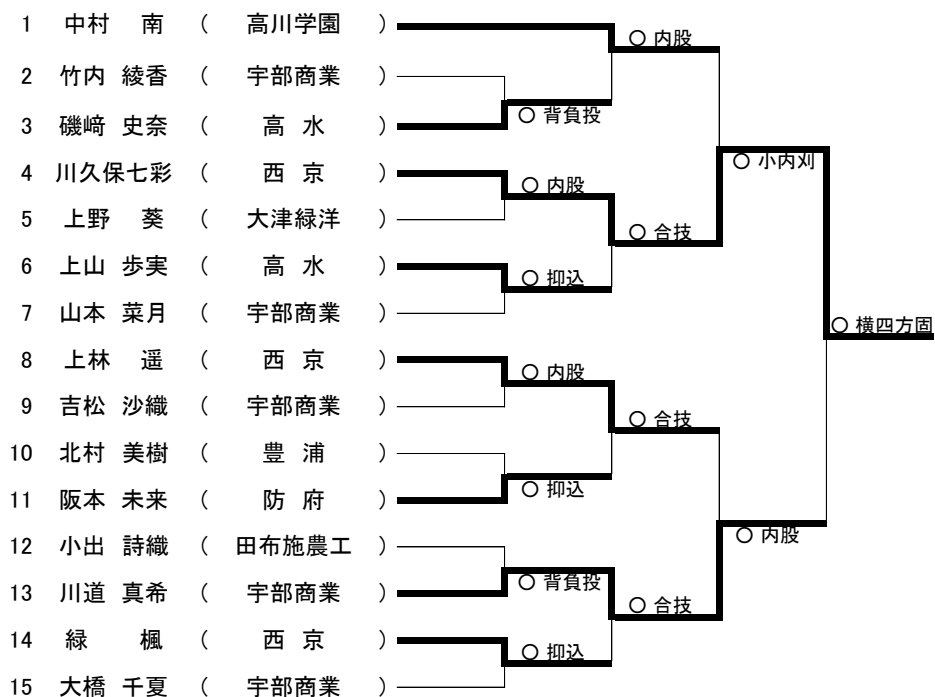 1 中村 南 ( 高川学園 )
○ 内股
2 竹内 綾香 ( 宇部商業 )
○ 背負投
3 磯﨑 史奈 ( 高 水 )
○ 小内刈
4 川久保七彩 ( 西 京 )
○ 内股
5 上野 葵 ( 大津緑洋 )
○ 合技
6 上山 歩実 ( 高 水 )
○ 抑込
7 山本 菜月 ( 宇部商業 )
○ 横四方固
8 上林 遥 ( 西 京 )
○ 内股
9 吉松 沙織 ( 宇部商業 )
○ 合技
10 北村 美樹 ( 豊 浦 )
○ 抑込
11 阪本 未来 ( 防 府 )
○ 内股
12 小出 詩織 ( 田布施農工 )
○ 背負投
13 川道 真希 ( 宇部商業 )
○ 合技
14 緑 楓 ( 西 京 )
○ 抑込
15 大橋 千夏 ( 宇部商業 )